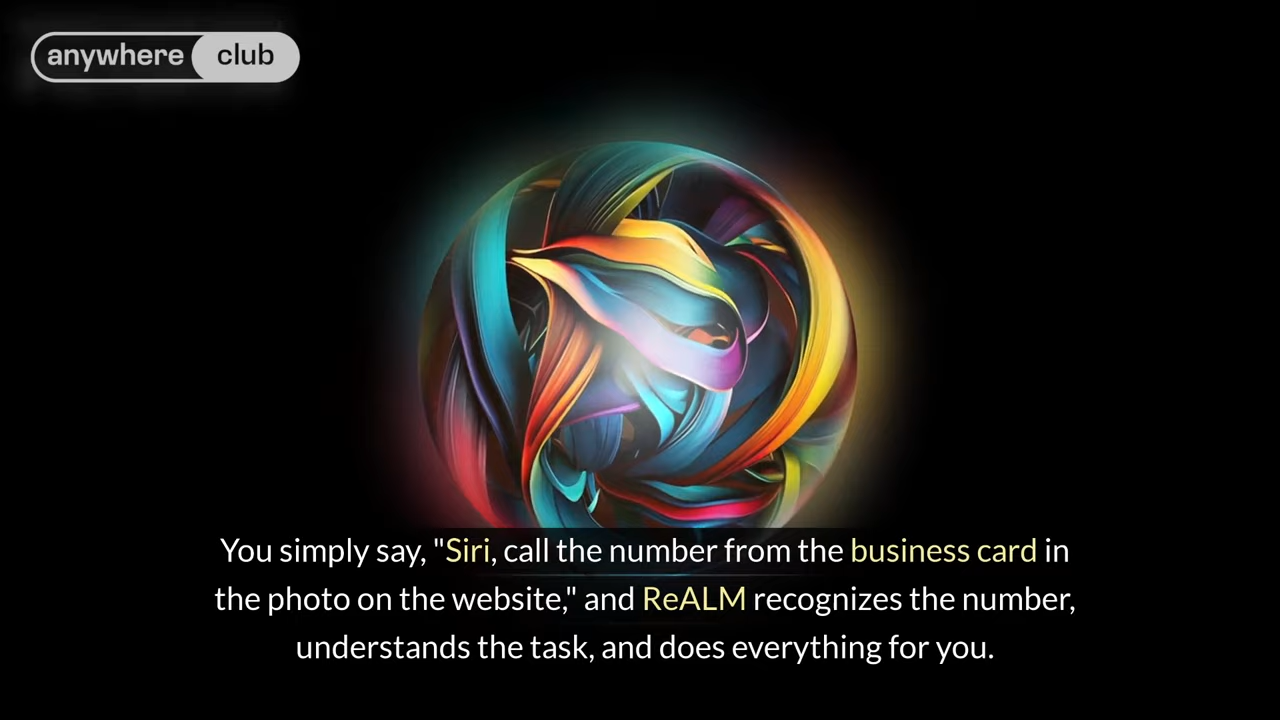 anywhere club
You simply say, "Siri, call the number from the business card in
the photo on the website," and ReALM recognizes the number,
understands the task, and does everything for you.